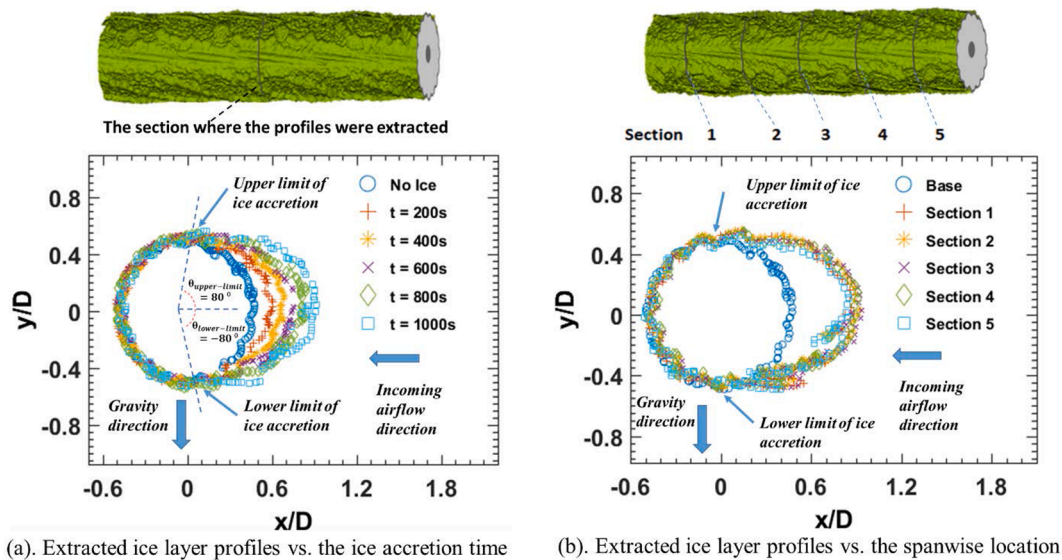 The section where the profiles were extracted
0.8
0.4
0
-0.4
-0.8
y/D
Upper limit of
ice accretion
No Ice
t = 200s
t = 400s
t = 600s
t = 800s
t = 1000s
θupper-limit
= 80 0
θlower-limit
= -80 0
Gravity
direction
Lower limit of
ice accretion
Incoming
airflow
direction
-0.6
0
0.6
1.2
1.8
x/D
(a). Extracted ice layer profiles vs. the ice accretion time
Section 1 2 3 4 5
0.8
0.4
0
-0.4
-0.8
y/D
Upper limit of ice
accretion
Base
Section 1
Section 2
Section 3
Section 4
Section 5
Gravity
direction
Lower limit of ice
accretion
Incoming
airflow
direction
-0.6
0
0.6
1.2
1.8
x/D
(b). Extracted ice layer profiles vs. the spanwise location